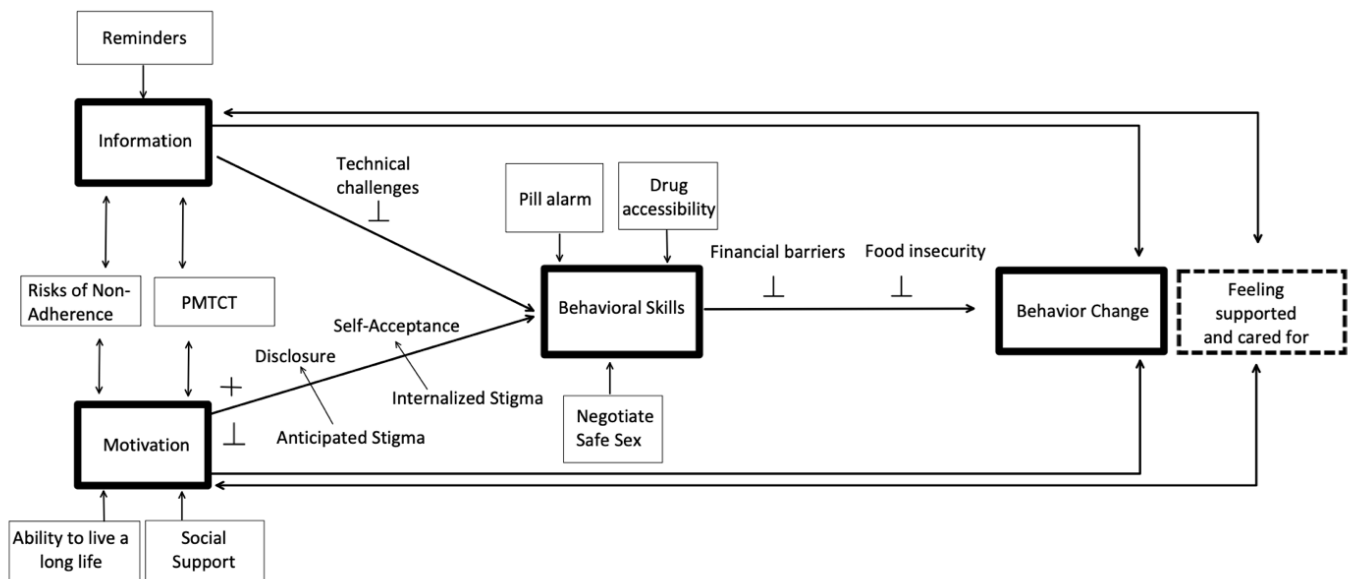 Reminders
Information
Technical
challenges
Pill alarm
Drug
accessibility
Financial barriers
Food insecurity
Risks of Non-
Adherence
PMTCT
Behavioral Skills
Behavior Change
Feeling
supported
and cared for
Self-Acceptance
Disclosure
Internalized Stigma
Anticipated Stigma
Negotiate
Safe Sex
+
Motivation
Ability to live a
long life
Social
Support